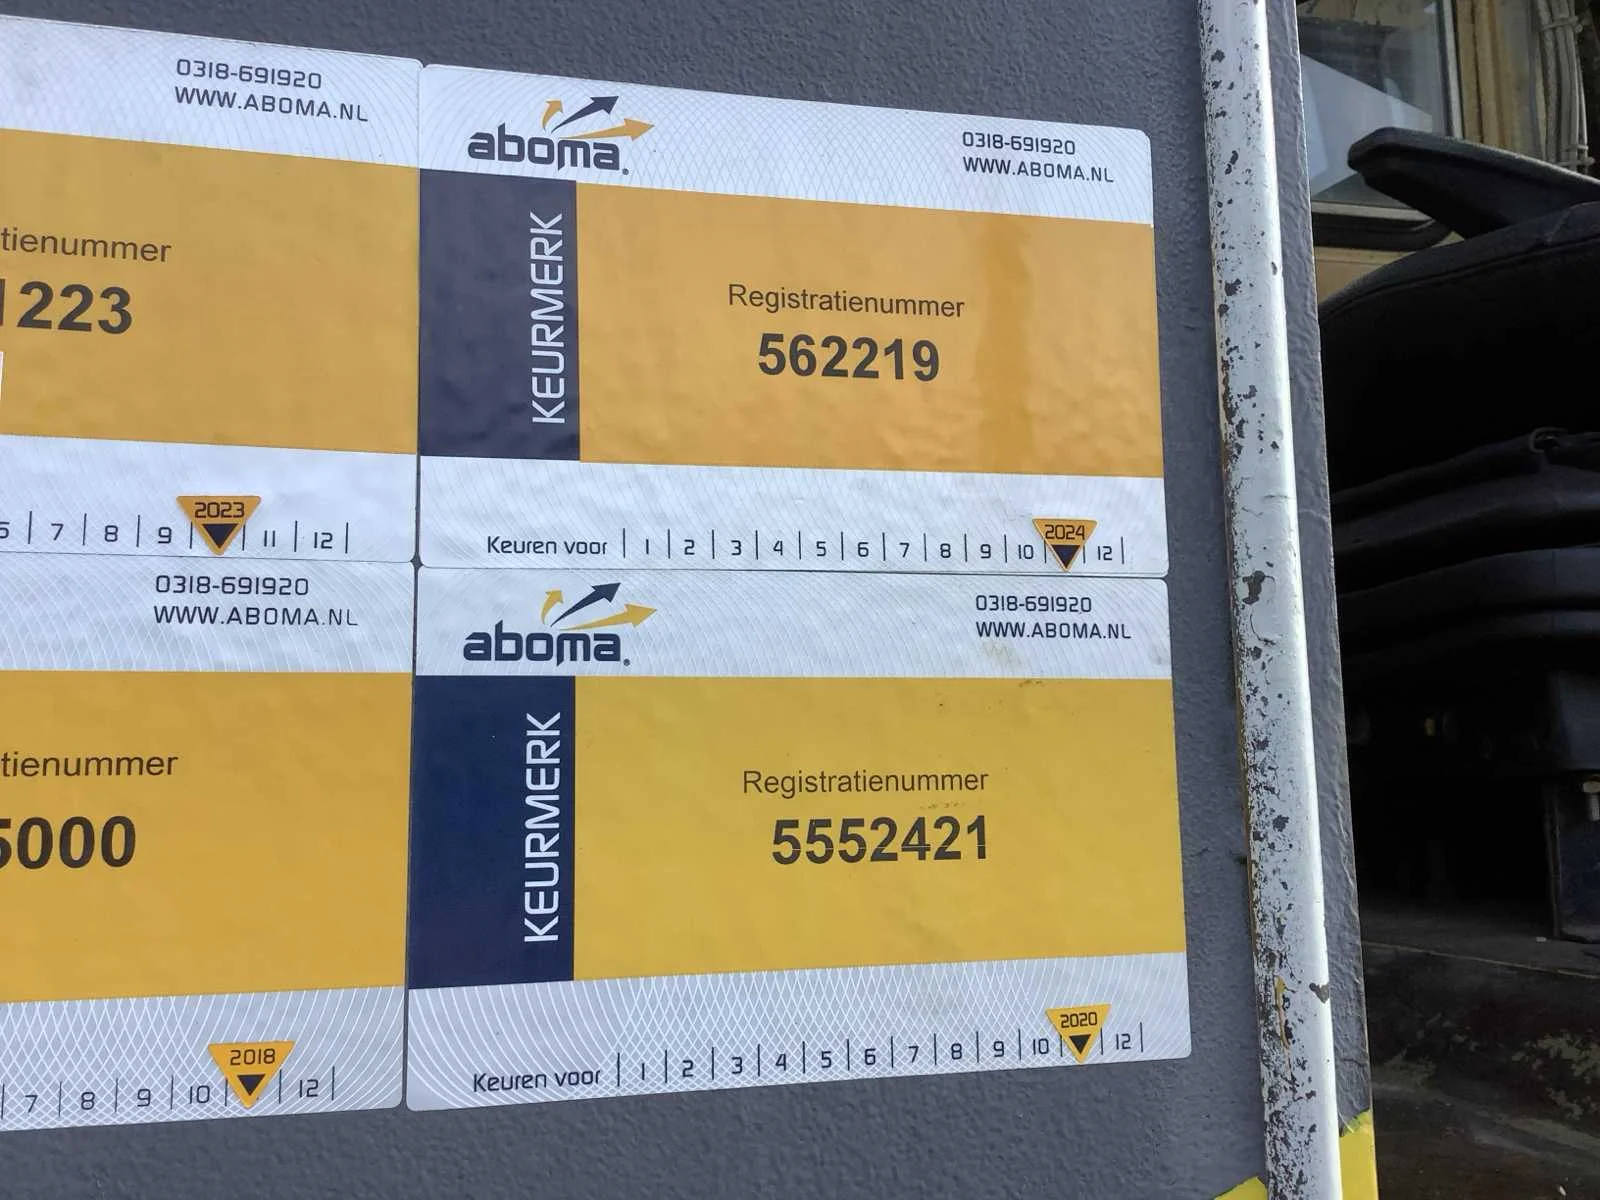 0318-691920
WWW.ABOMA.NL
tienummer
1223
7 8 9 2023 11 12
aboma
0318-691920
WWW.ABOMA.NL
KEURMERK
Registratienummer
562219
Keuren voor 1 2 3 4 5 6 7 8 9 10 2024 12
0318-691920
WWW.ABOMA.NL
tienummer
5000
7 8 9 10 2018 12
aboma
0318-691920
WWW.ABOMA.NL
KEURMERK
Registratienummer
5552421
Keuren voor 1 2 3 4 5 6 7 8 9 10 2020 12